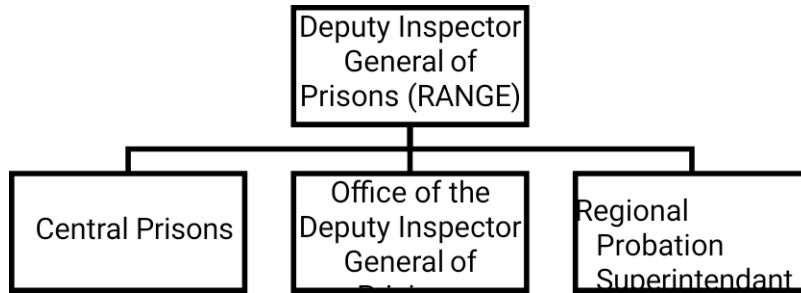 Deputy Inspector
General of
Prisons (RANGE)
Central Prisons
Office of the
Deputy Inspector
General of
Regional
Probation
Superintendant